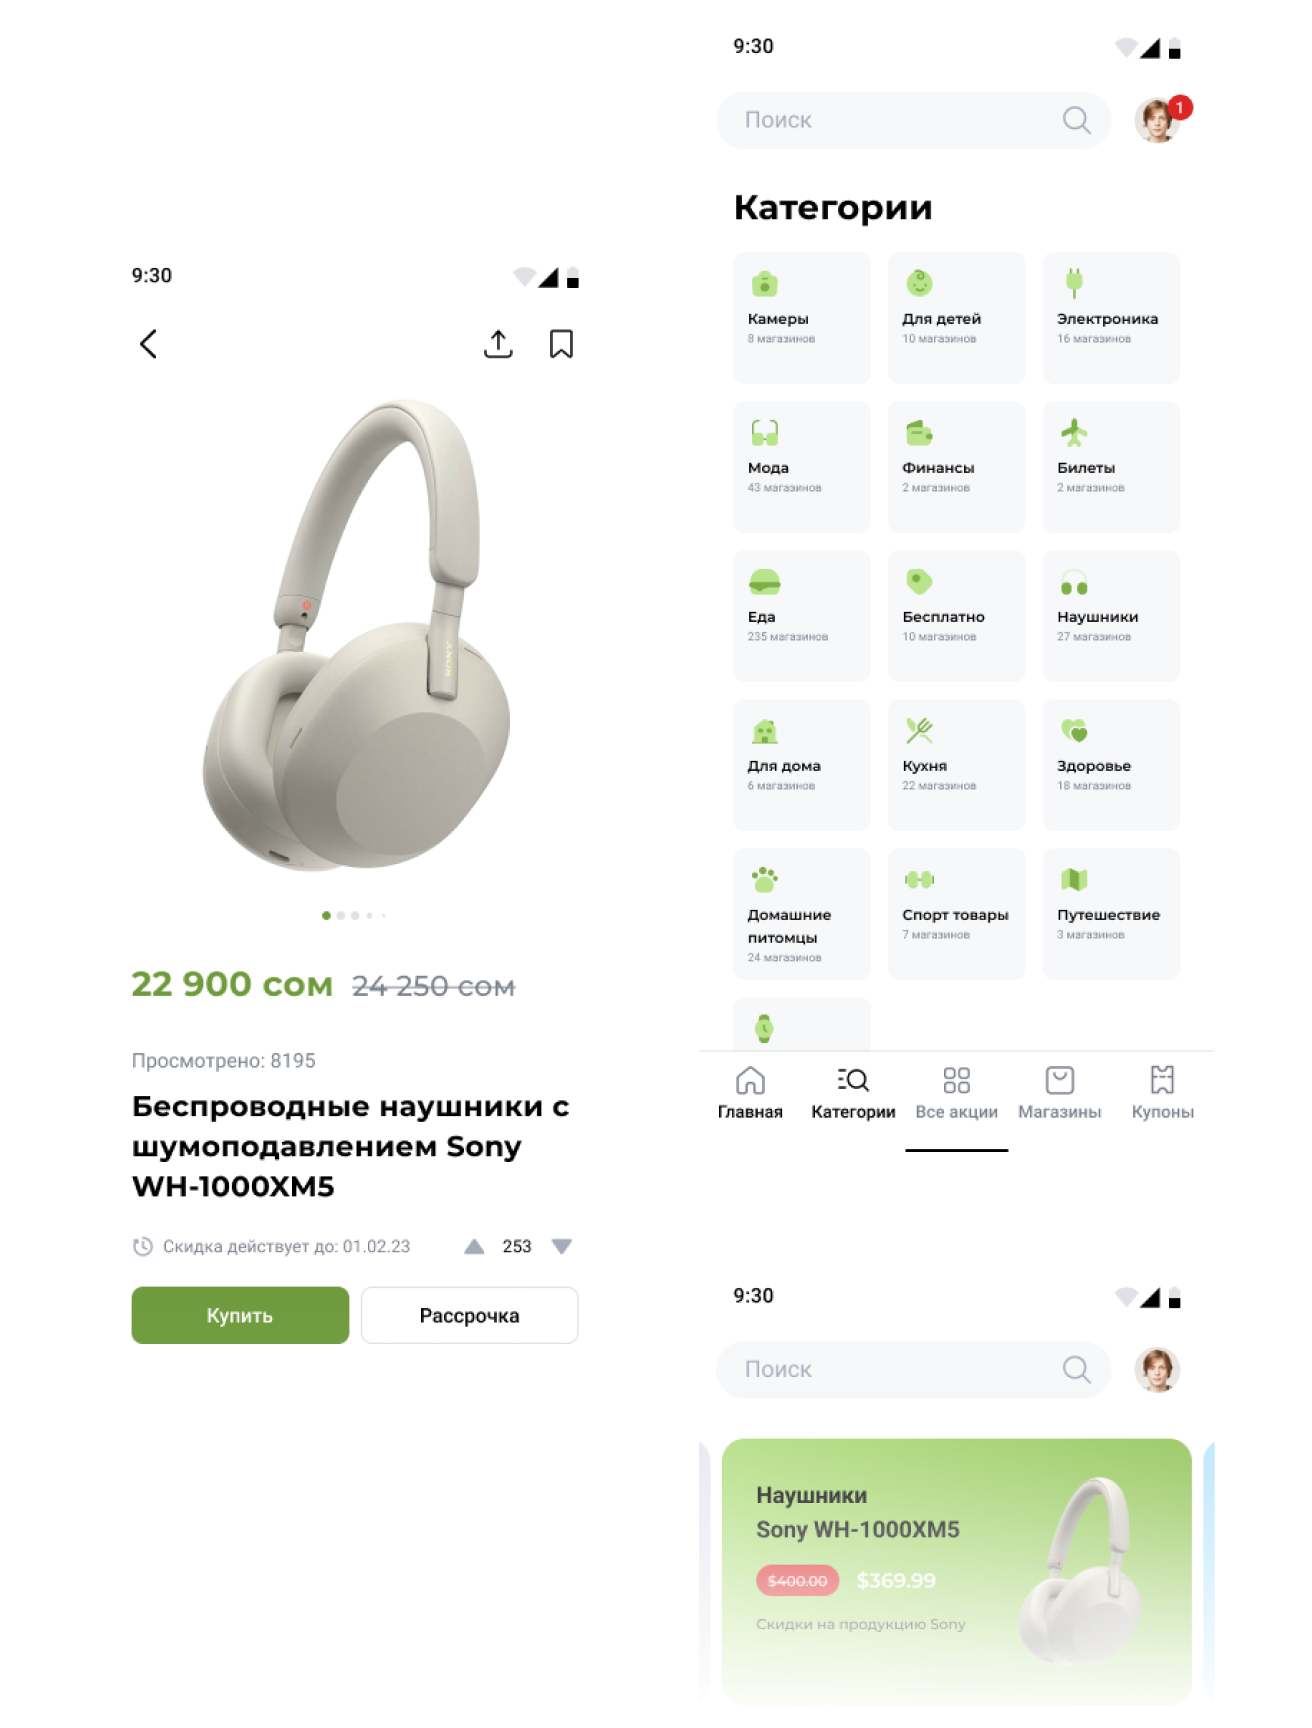 9:30
22 900 сом 24 250 сом
Просмотрено: 8195
Беспроводные наушники с
шумоподавлением Sony
WH-1000XM5
Скидка действует до: 01.02.23 253
Купить Рассрочка
SONY
9:30
Поиск
1
Категории
Камеры
8 магазинов
Для детей
10 магазинов
Электроника
16 магазинов
Мода
43 магазинов
Финансы
2 магазинов
Билеты
2 магазинов
Еда
235 магазинов
Бесплатно
10 магазинов
Наушники
27 магазинов
Для дома
6 магазинов
Кухня
22 магазинов
Здоровье
18 магазинов
Домашние
питомцы
24 магазинов
Спорт товары
7 магазинов
Путешествие
3 магазинов
Главная Категории Все акции Магазины Купоны
9:30
Поиск
Наушники
Sony WH-1000XM5
$400.00 $369.99
Скидки на продукцию Sony